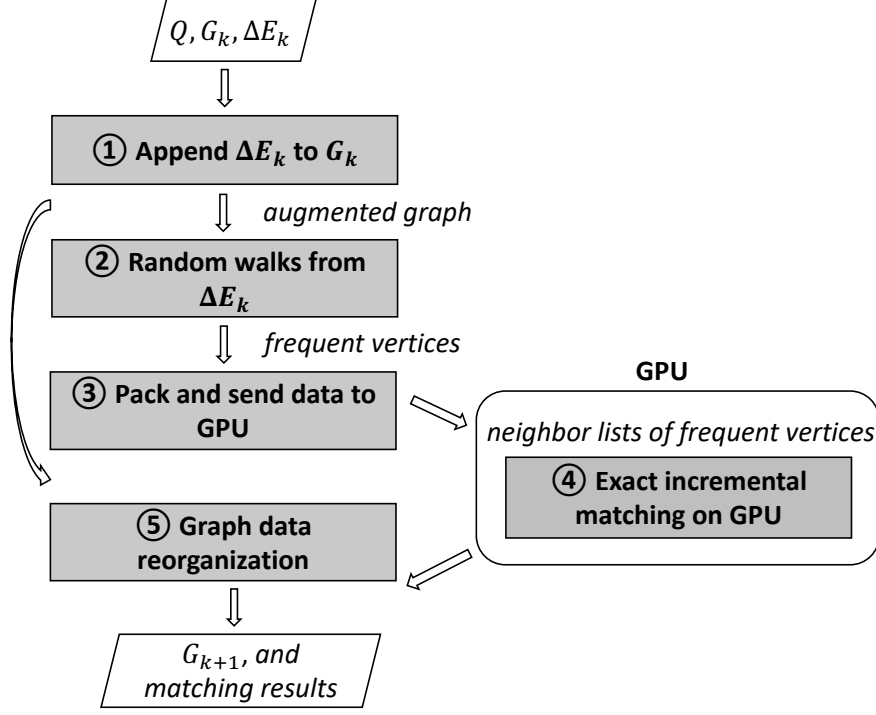 Q, G_k, ΔE_k
① Append ΔE_k to G_k
augmented graph
② Random walks from
ΔE_k
frequent vertices
③ Pack and send data to
GPU
GPU
neighbor lists of frequent vertices
④ Exact incremental
matching on GPU
⑤ Graph data
reorganization
G_{k+1}, and
matching results